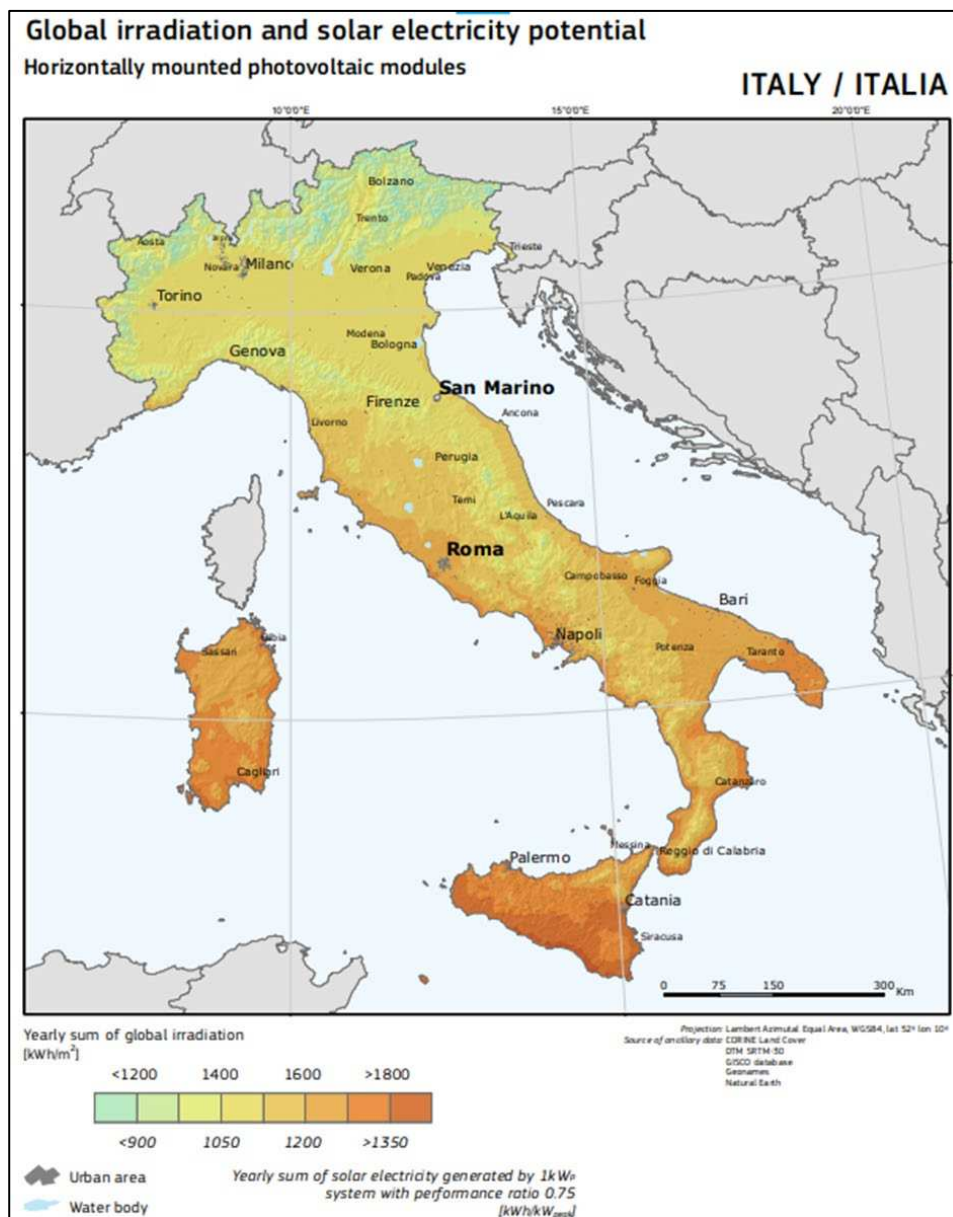 Global irradiation and solar electricity potential
Horizontally mounted photovoltaic modules
ITALY / ITALIA
10°0'0"E 15°0'0"E 20°0'0"E
Bolzano
Trento
Aosta
Trieste
Novara
Milano
Verona
Venezia
Padova
Torino
Modena
Bologna
Genova
San Marino
Firenze
Ancona
Livorno
Perugia
Terni
Pescara
L'Aquila
Roma
Campobasso
Foggia
Bari
Napoli
Olbia
Sassari
Potenza
Taranto
Cagliari
Catanzaro
Messina
Reggio di Calabria
Palermo
Catania
Siracusa
0 75 150 300 Km
Yearly sum of global irradiation
[kWh/m²]
<1200 1400 1600 >1800
<900 1050 1200 >1350
Urban area
Water body
Yearly sum of solar electricity generated by 1kWₚ
system with performance ratio 0.75
[kWh/kWpeak]
Projection: Lambert Azimutal Equal Area, WGS84, lat 52° lon 10°
Source of ancillary data: CORINE Land Cover
DTM SRTM-30
GISCO database
Geonames
Natural Earth